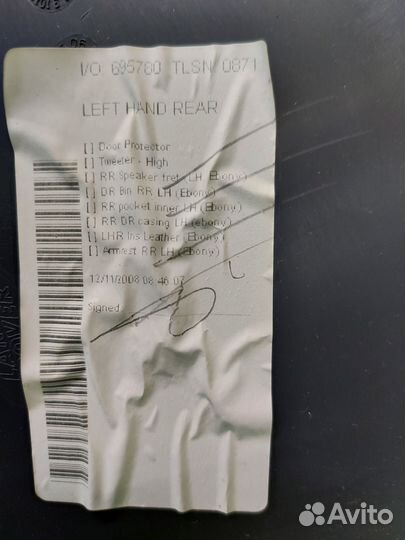 I/O 695780 TLSN 0871
LEFT HAND REAR
[ ] Door Protector
[ ] Tweeter - High
[ ] RR Speaker fret LH (Ebony)
[ ] DR Bin RR LH (Ebony)
[ ] RR pocket inner LH (Ebony)
[ ] RR DR casing LH (ebony)
[ ] LHR Ins Leather (Ebony)
[ ] Armrest RR LH (Ebony)
12/11/2008 08:46:07
Signed
Avito